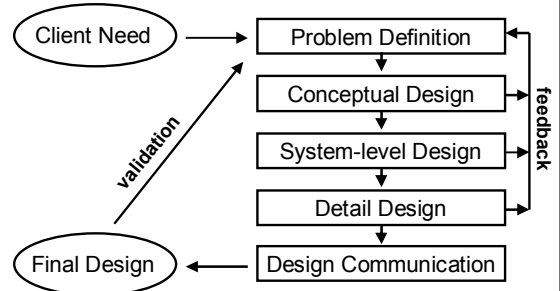 Client Need
Problem Definition
Conceptual Design
System-level Design
Detail Design
Design Communication
Final Design
validation
feedback